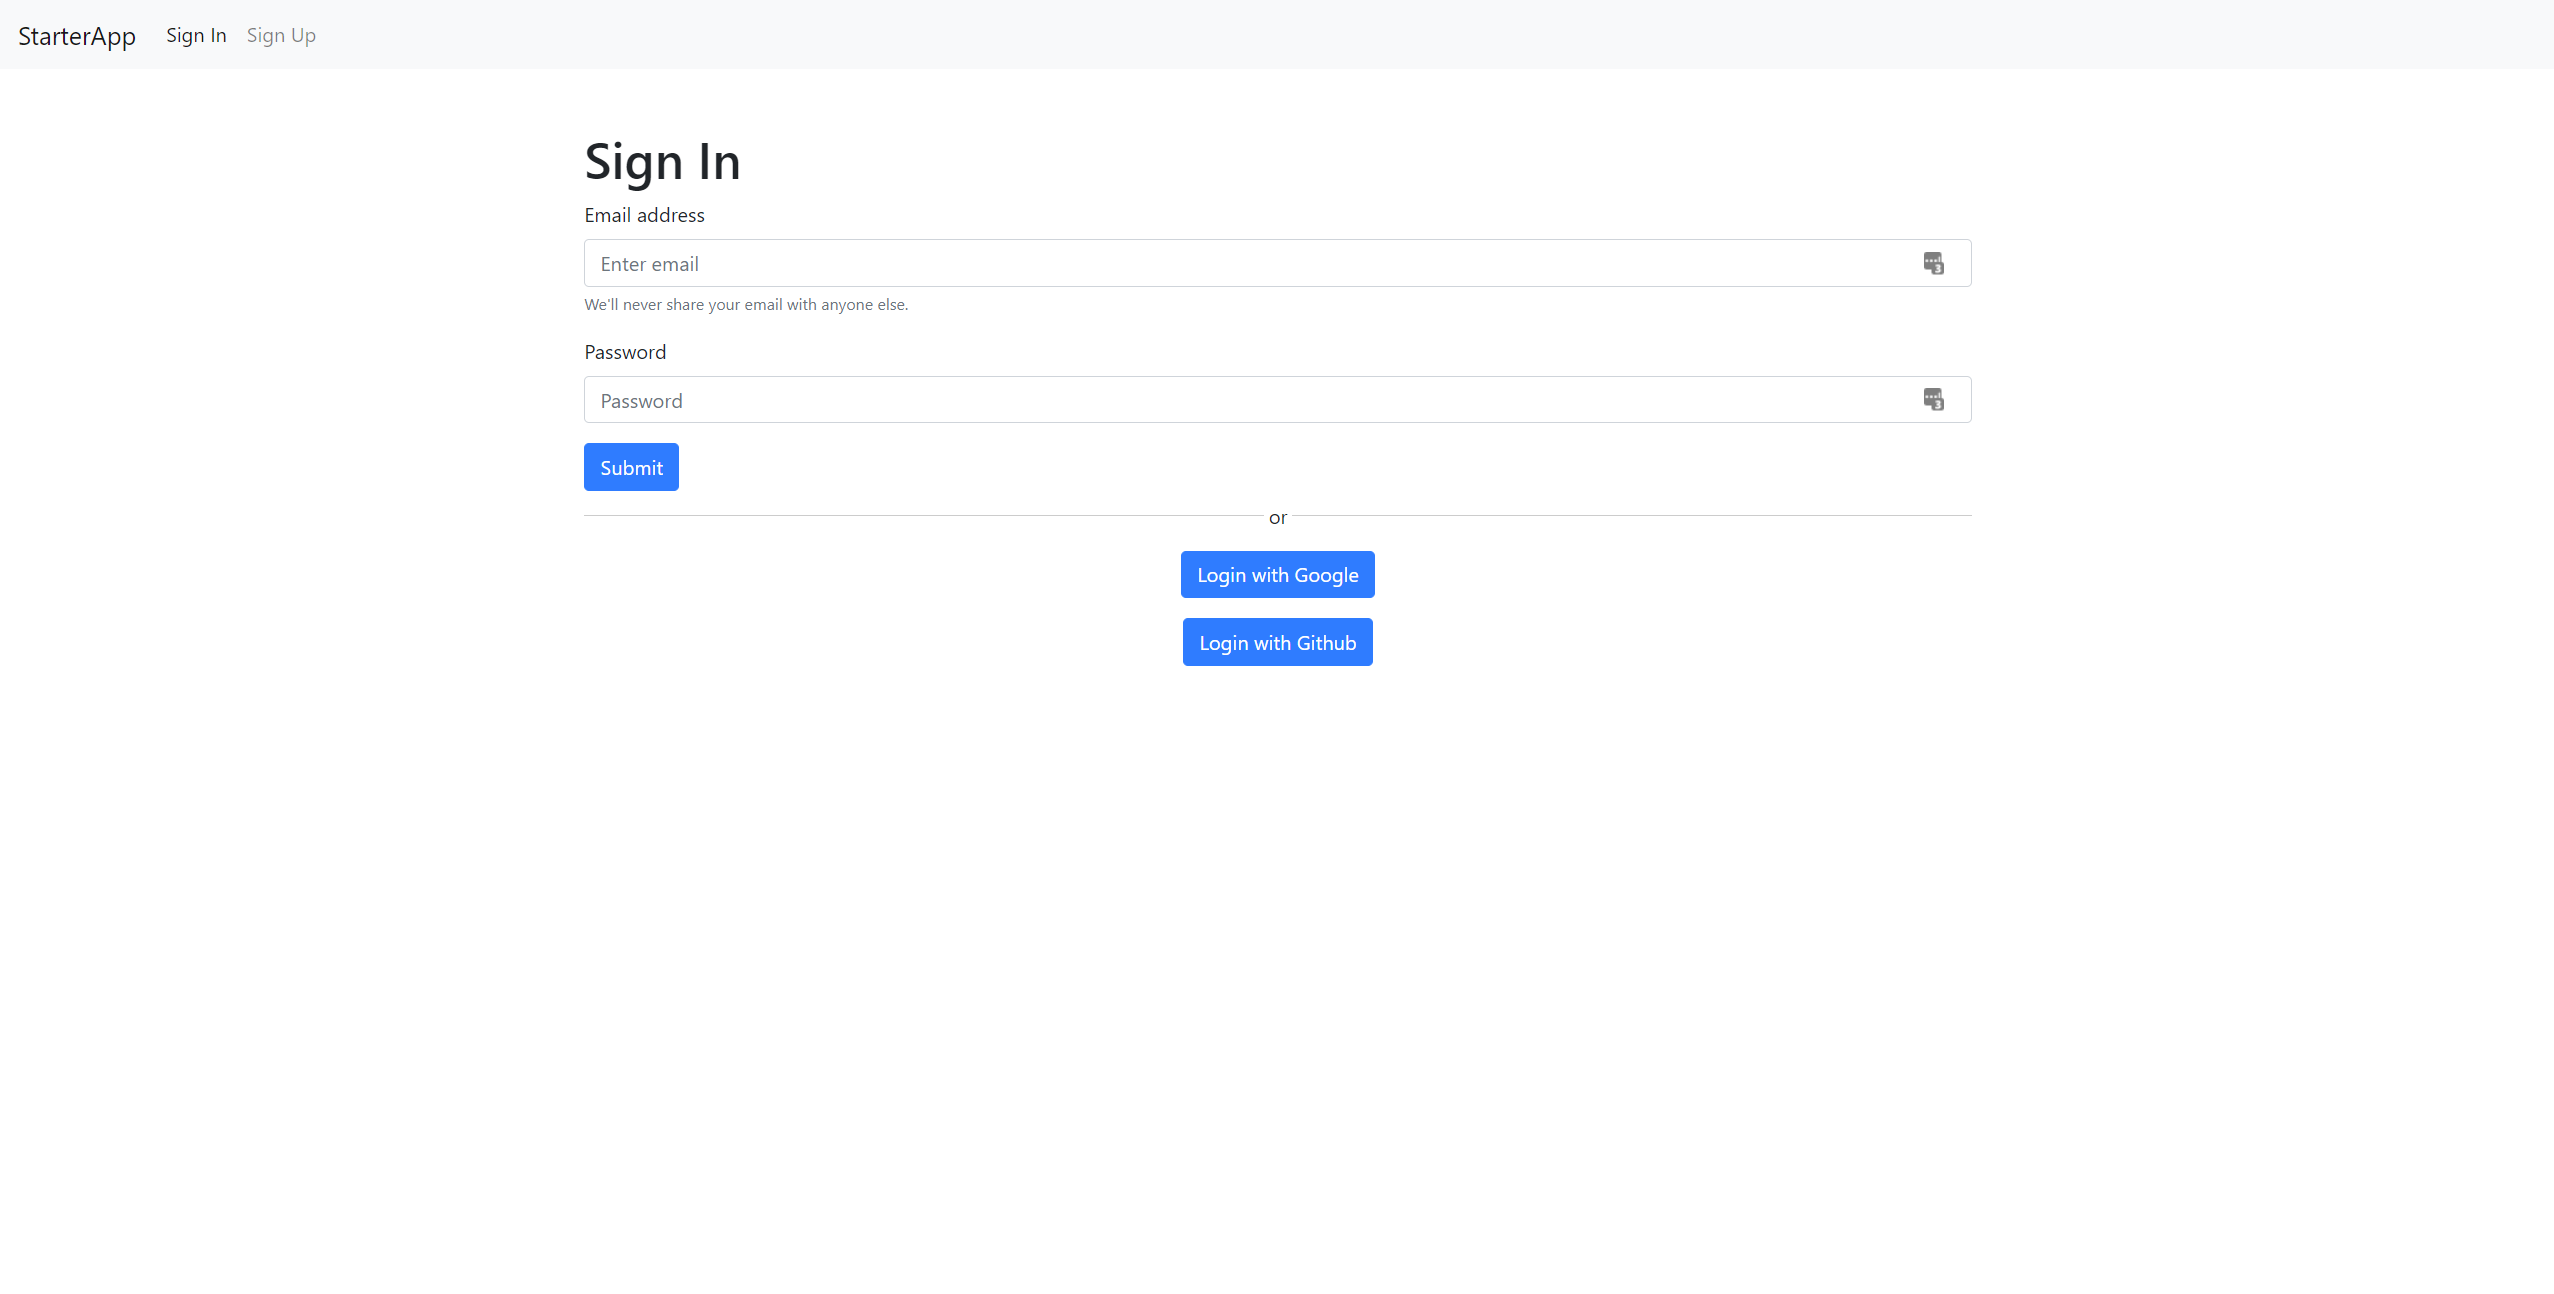 StarterApp Sign In Sign Up
Sign In
Email address
Enter email
We'll never share your email with anyone else.
Password
Password
Submit
or
Login with Google
Login with Github